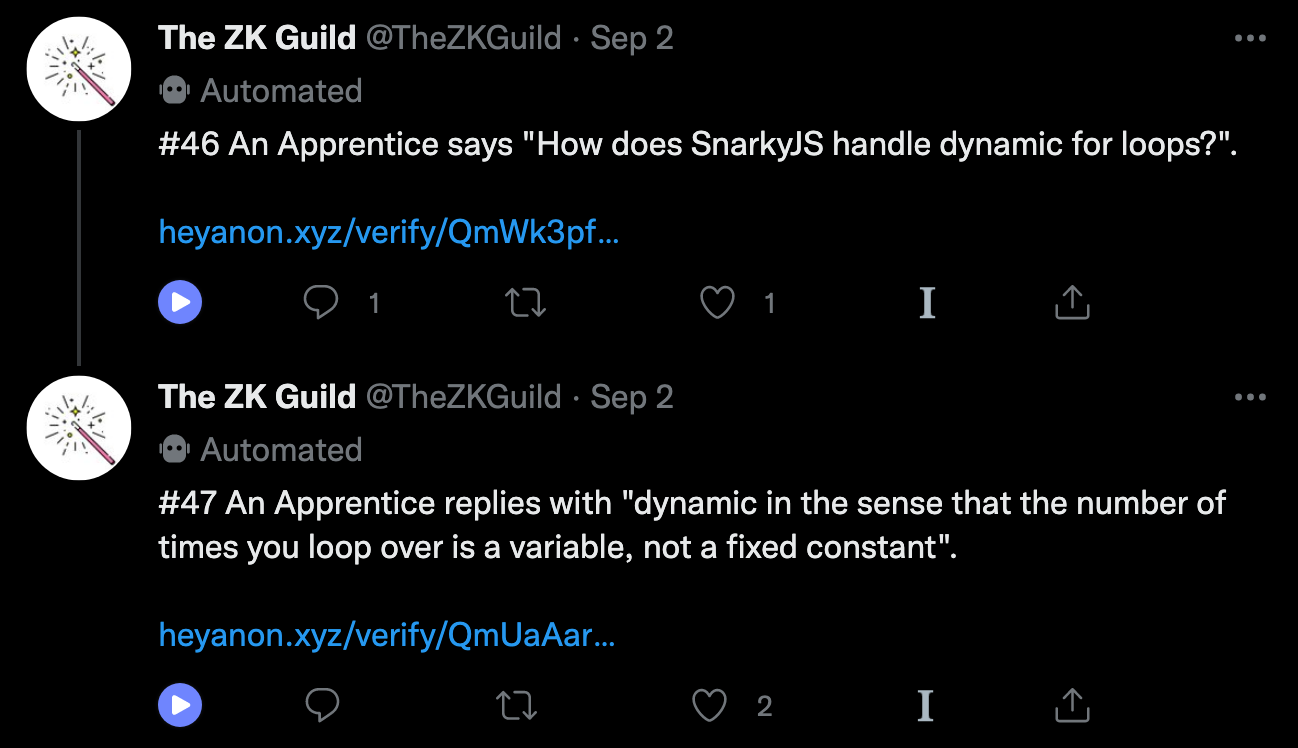 The ZK Guild @TheZKGuild · Sep 2
Automated
#46 An Apprentice says "How does SnarkyJS handle dynamic for loops?".
heyanon.xyz/verify/QmWk3pf...
1 1
The ZK Guild @TheZKGuild · Sep 2
Automated
#47 An Apprentice replies with "dynamic in the sense that the number of
times you loop over is a variable, not a fixed constant".
heyanon.xyz/verify/QmUaAar...
2